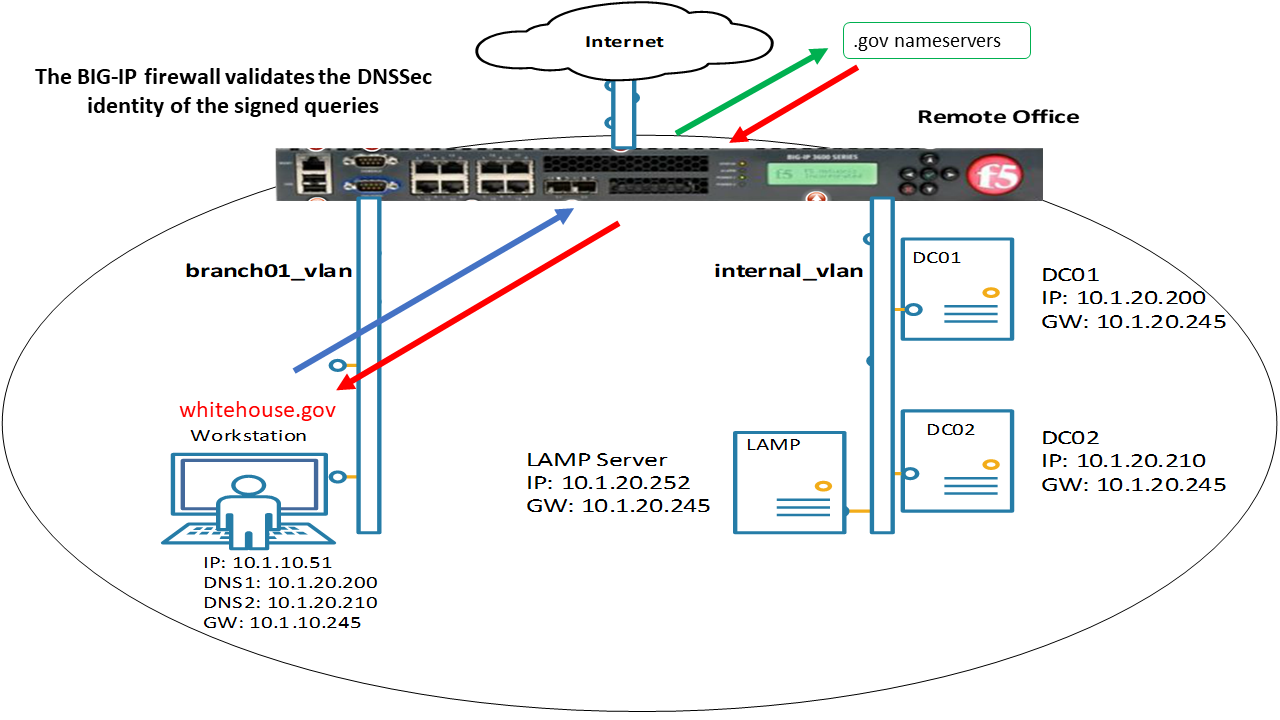 Internet
.gov nameservers
The BIG-IP firewall validates the DNSSec
identity of the signed queries
Remote Office
BIG-IP 3600 SERIES
f5
f5
branch01_vlan
internal_vlan
DC01
DC01
IP: 10.1.20.200
GW: 10.1.20.245
whitehouse.gov
Workstation
LAMP Server
IP: 10.1.20.252
GW: 10.1.20.245
LAMP
DC02
DC02
IP: 10.1.20.210
GW: 10.1.20.245
IP: 10.1.10.51
DNS1: 10.1.20.200
DNS2: 10.1.20.210
GW: 10.1.10.245